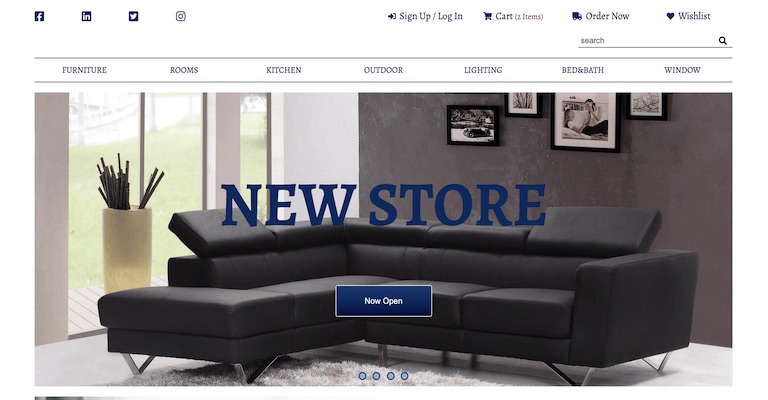 Sign Up / Log In Cart (2 Items) Order Now Wishlist
search
FURNITURE ROOMS KITCHEN OUTDOOR LIGHTING BED&BATH WINDOW
NEW STORE
Now Open